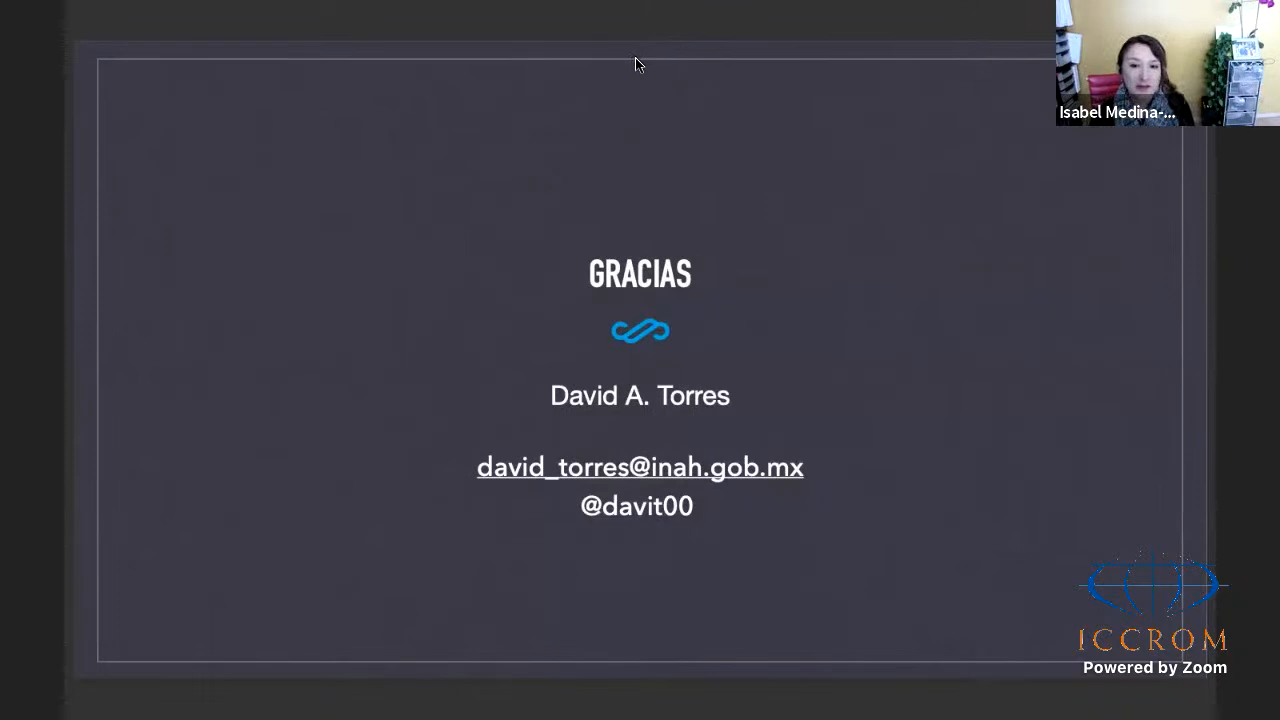 Isabel Medina-...
GRACIAS
David A. Torres
david_torres@inah.gob.mx
@davit00
ICCROM
Powered by Zoom